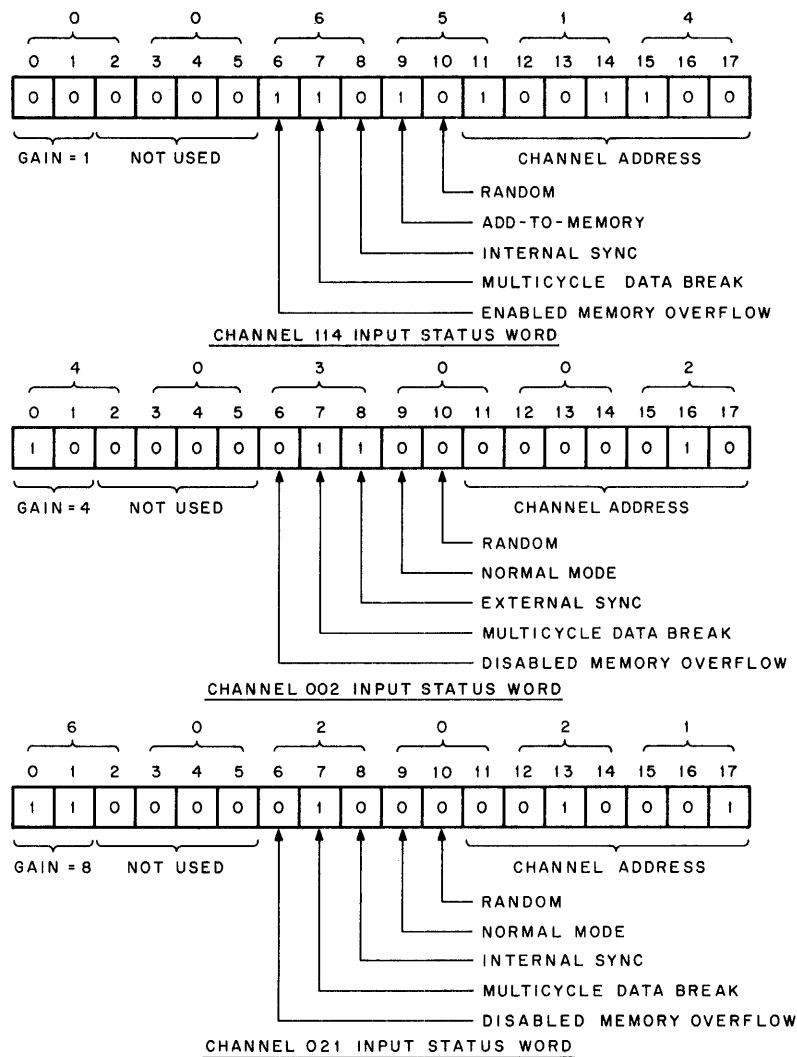 0 0 6 5 1 4
0 1 2 3 4 5 6 7 8 9 10 11 12 13 14 15 16 17
0 0 0 0 0 0 1 1 0 1 0 1 0 0 1 1 0 0
GAIN = 1 NOT USED CHANNEL ADDRESS
RANDOM
ADD-TO-MEMORY
INTERNAL SYNC
MULTICYCLE DATA BREAK
ENABLED MEMORY OVERFLOW
CHANNEL 114 INPUT STATUS WORD
4 0 3 0 0 2
0 1 2 3 4 5 6 7 8 9 10 11 12 13 14 15 16 17
1 0 0 0 0 0 0 1 1 0 0 0 0 0 0 0 1 0
GAIN = 4 NOT USED CHANNEL ADDRESS
RANDOM
NORMAL MODE
EXTERNAL SYNC
MULTICYCLE DATA BREAK
DISABLED MEMORY OVERFLOW
CHANNEL 002 INPUT STATUS WORD
6 0 2 0 2 1
0 1 2 3 4 5 6 7 8 9 10 11 12 13 14 15 16 17
1 1 0 0 0 0 0 1 0 0 0 0 0 1 0 0 0 1
GAIN = 8 NOT USED CHANNEL ADDRESS
RANDOM
NORMAL MODE
INTERNAL SYNC
MULTICYCLE DATA BREAK
DISABLED MEMORY OVERFLOW
CHANNEL 021 INPUT STATUS WORD